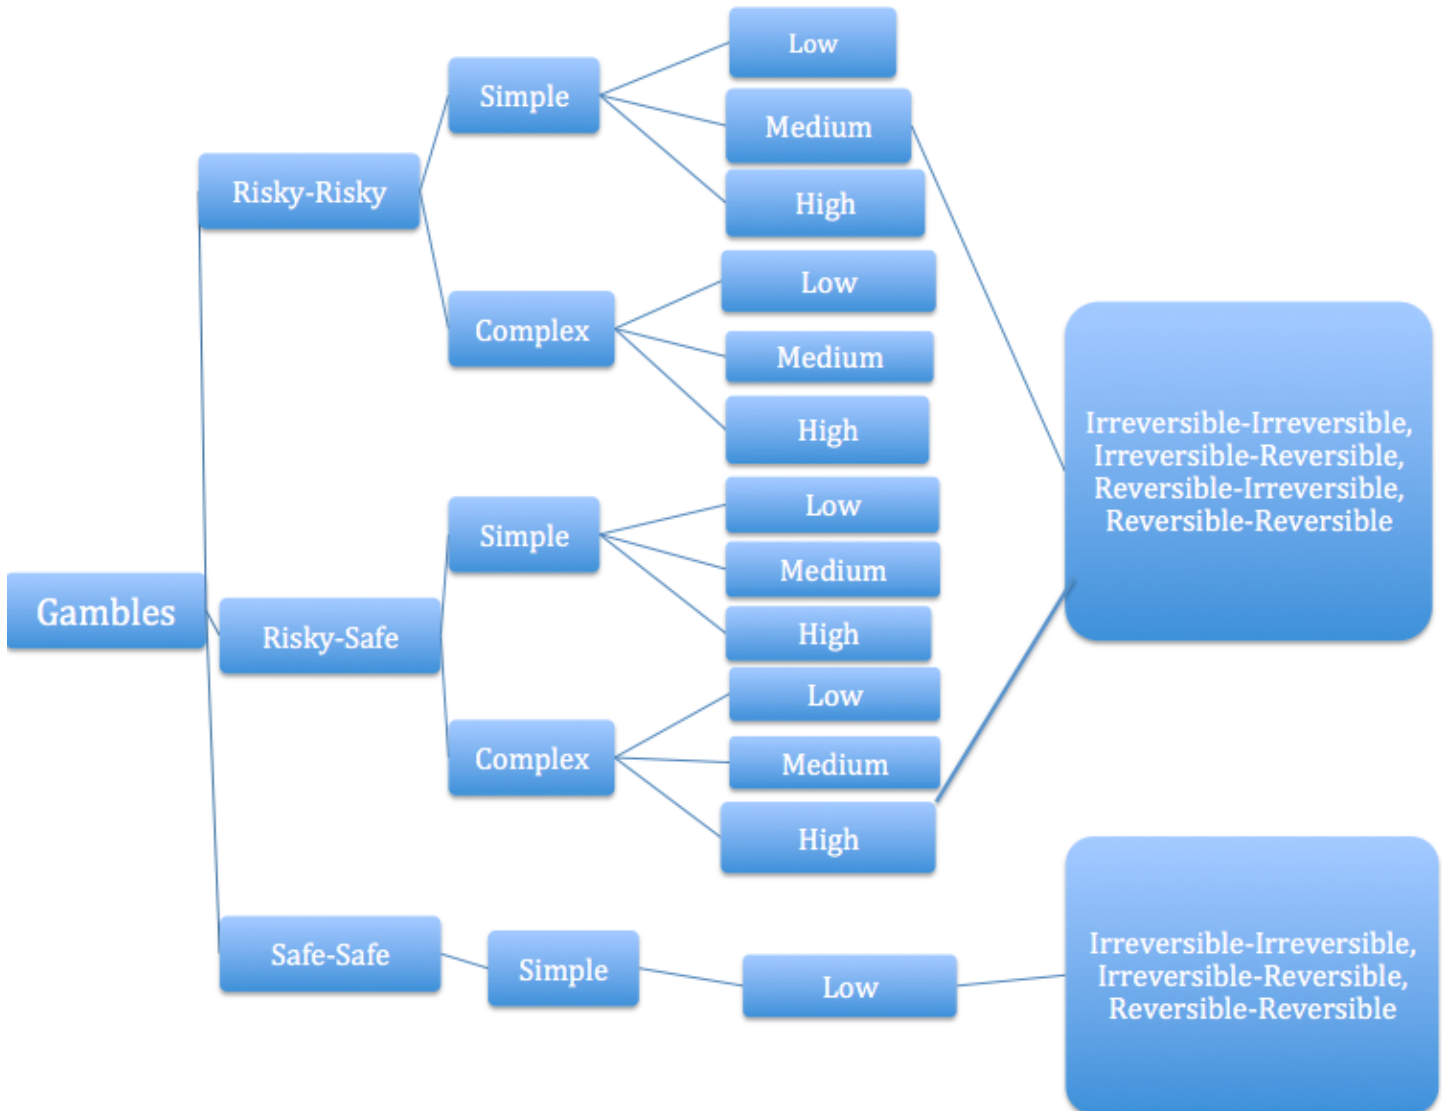 Gambles
Risky-Risky
Simple
Low
Medium
High
Complex
Low
Medium
High
Risky-Safe
Simple
Low
Medium
High
Complex
Low
Medium
High
Irreversible-Irreversible,
Irreversible-Reversible,
Reversible-Irreversible,
Reversible-Reversible
Safe-Safe
Simple
Low
Irreversible-Irreversible,
Irreversible-Reversible,
Reversible-Reversible